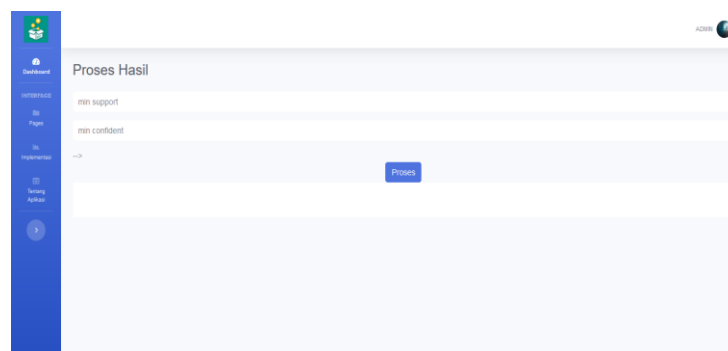 ADMIN
Dashboard
INTERFACE
Pages
Implementasi
Tentang
Aplikasi
Proses Hasil
min support
min confident
-->
Proses